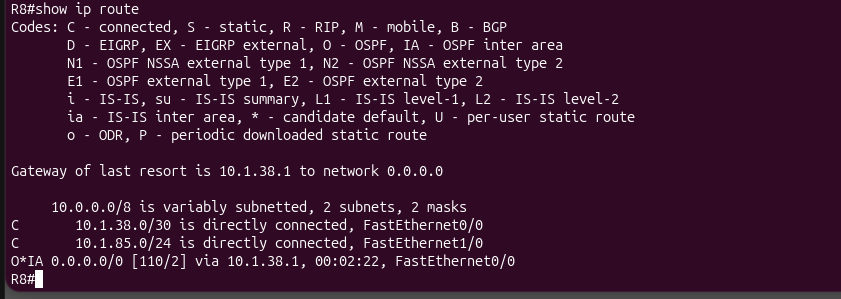 R8#show ip route
Codes: C - connected, S - static, R - RIP, M - mobile, B - BGP
       D - EIGRP, EX - EIGRP external, O - OSPF, IA - OSPF inter area
       N1 - OSPF NSSA external type 1, N2 - OSPF NSSA external type 2
       E1 - OSPF external type 1, E2 - OSPF external type 2
       i - IS-IS, su - IS-IS summary, L1 - IS-IS level-1, L2 - IS-IS level-2
       ia - IS-IS inter area, * - candidate default, U - per-user static route
       o - ODR, P - periodic downloaded static route
Gateway of last resort is 10.1.38.1 to network 0.0.0.0
     10.0.0.0/8 is variably subnetted, 2 subnets, 2 masks
C       10.1.38.0/30 is directly connected, FastEthernet0/0
C       10.1.85.0/24 is directly connected, FastEthernet1/0
O*IA 0.0.0.0/0 [110/2] via 10.1.38.1, 00:02:22, FastEthernet0/0
R8#